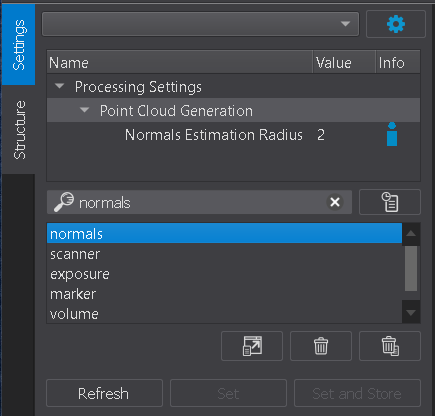 Settings
Structure
Name Value Info
Processing Settings
Point Cloud Generation
Normals Estimation Radius 2
normals
normals
scanner
exposure
marker
volume
Refresh Set Set and Store